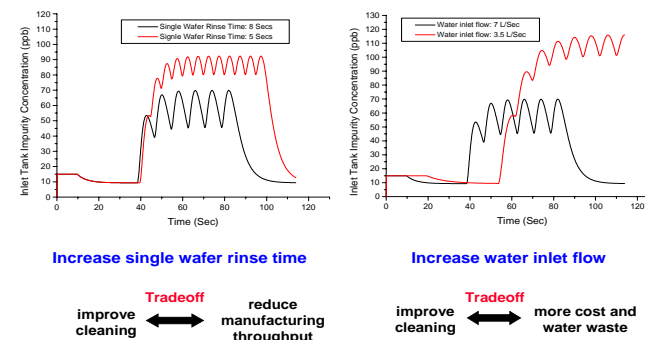 Single Wafer Rinse Time: 8 Secs
Signle Wafer Rinse Time: 5 Secs
Inlet Tank Impurity Concentration (ppb)
120
110
100
90
80
70
60
50
40
30
20
10
0
0 20 40 60 80 100 120
Time (Sec)
Water inlet flow: 7 L/Sec
Water inlet flow: 3.5 L/Sec
Inlet Tank Impurity Concentration (ppb)
130
120
110
100
90
80
70
60
50
40
30
20
10
0
0 20 40 60 80 100 120
Time (Sec)
Increase single wafer rinse time
Increase water inlet flow
Tradeoff
improve
cleaning
reduce
manufacturing
throughput
Tradeoff
improve
cleaning
more cost and
water waste